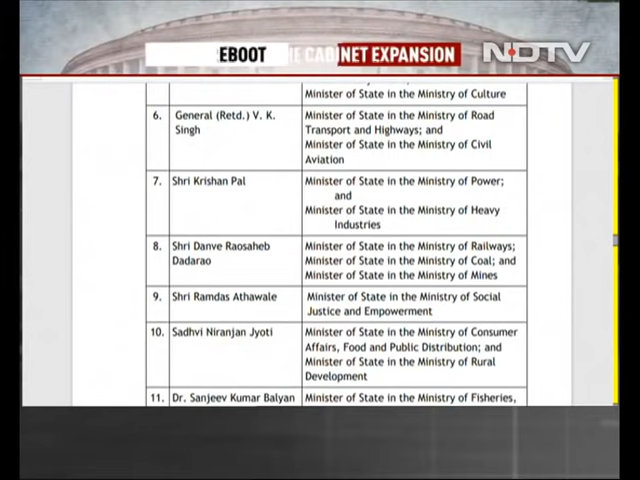 EBOOT
CABINET EXPANSION
NDTV
Minister of State in the Ministry of Culture
6. General (Retd.) V. K. Singh
Minister of State in the Ministry of Road
Transport and Highways; and
Minister of State in the Ministry of Civil
Aviation
7. Shri Krishan Pal
Minister of State in the Ministry of Power;
and
Minister of State in the Ministry of Heavy
Industries
8. Shri Danve Raosaheb
Dadarao
Minister of State in the Ministry of Railways;
Minister of State in the Ministry of Coal; and
Minister of State in the Ministry of Mines
9. Shri Ramdas Athawale
Minister of State in the Ministry of Social
Justice and Empowerment
10. Sadhvi Niranjan Jyoti
Minister of State in the Ministry of Consumer
Affairs, Food and Public Distribution; and
Minister of State in the Ministry of Rural
Development
11. Dr. Sanjeev Kumar Balyan
Minister of State in the Ministry of Fisheries,